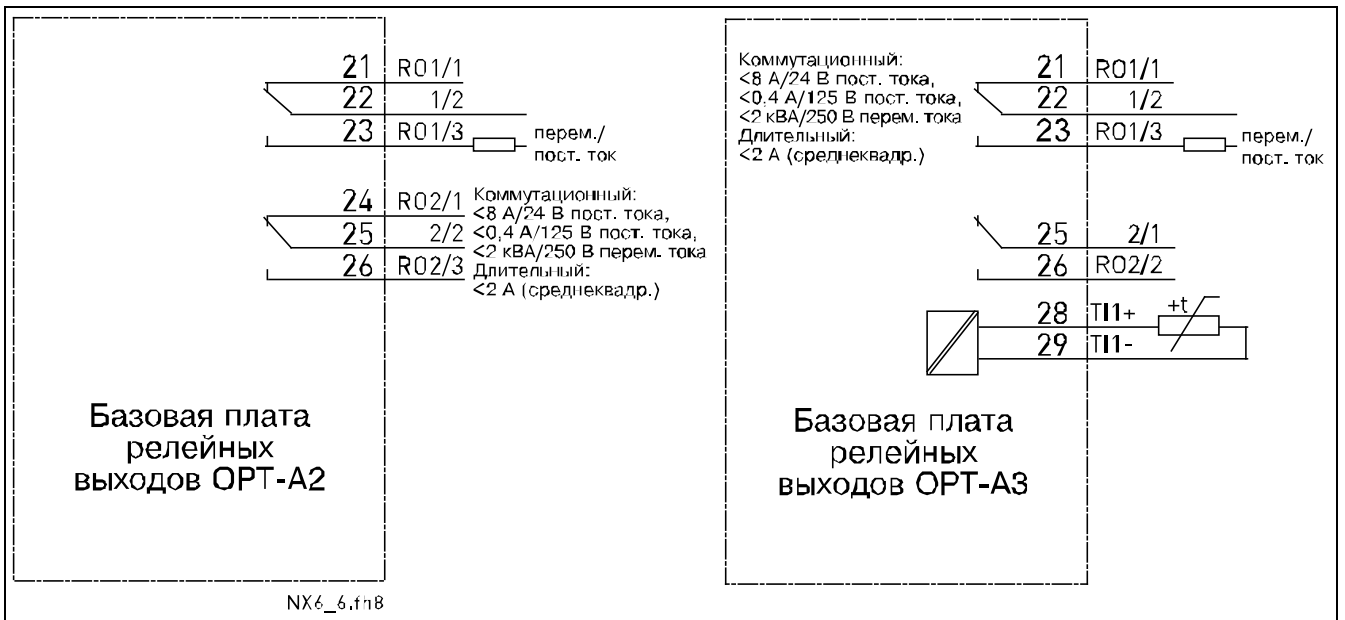 21 RO1/1
22 1/2
23 RO1/3
перем./
пост. ток
24 RO2/1
25 2/2
26 RO2/3
Коммутационный:
<8 А/24 В пост. тока,
<0,4 А/125 В пост. тока,
<2 кВА/250 В перем. тока
Длительный:
<2 А (среднеквадр.)
Базовая плата
релейных
выходов OPT-A2
NX6_6.fh8
Коммутационный:
<8 А/24 В пост. тока,
<0,4 А/125 В пост. тока,
<2 кВА/250 В перем. тока
Длительный:
<2 А (среднеквадр.)
21 RO1/1
22 1/2
23 RO1/3
перем./
пост. ток
25 2/1
26 RO2/2
28 TI1+
+t
29 TI1-
Базовая плата
релейных
выходов OPT-A3